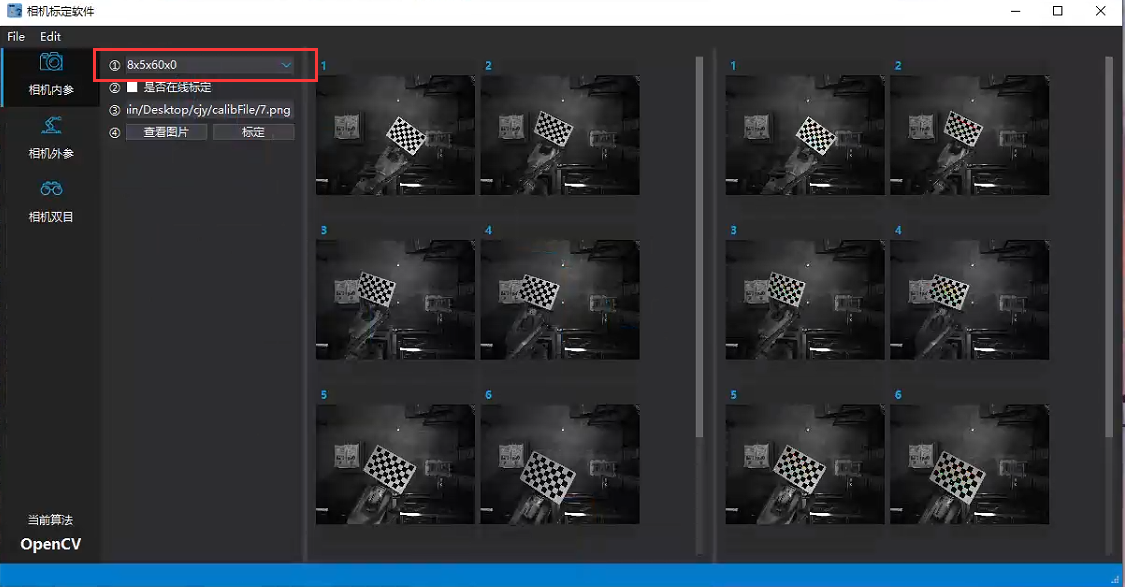 相机标定软件
File Edit
相机内参
相机外参
相机双目
① 8x5x60x0
② 是否在线标定
③ in/Desktop/cjy/calibFile/7.png
④ 查看图片 标定
1 2
3 4
5 6
1 2
3 4
5 6
当前算法
OpenCV